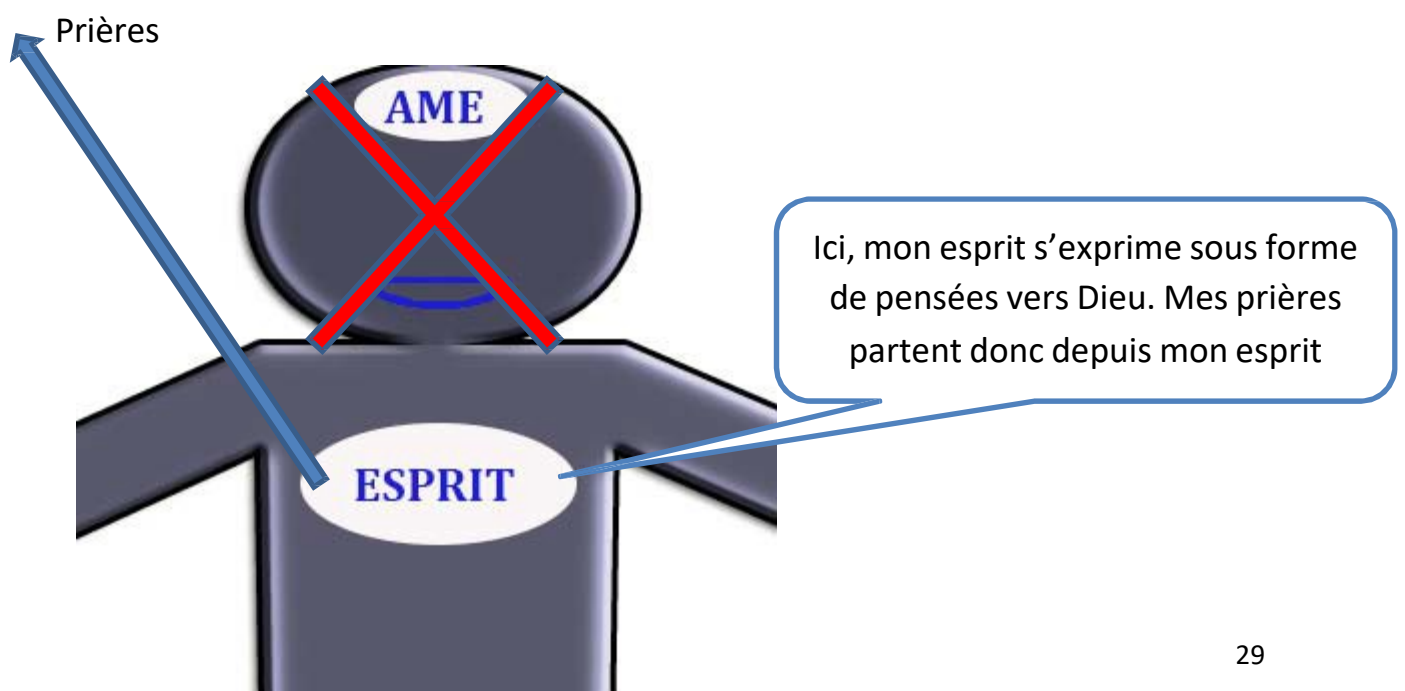 Prières
AME
Ici, mon esprit s’exprime sous forme
de pensées vers Dieu. Mes prières
partent donc depuis mon esprit
ESPRIT
29